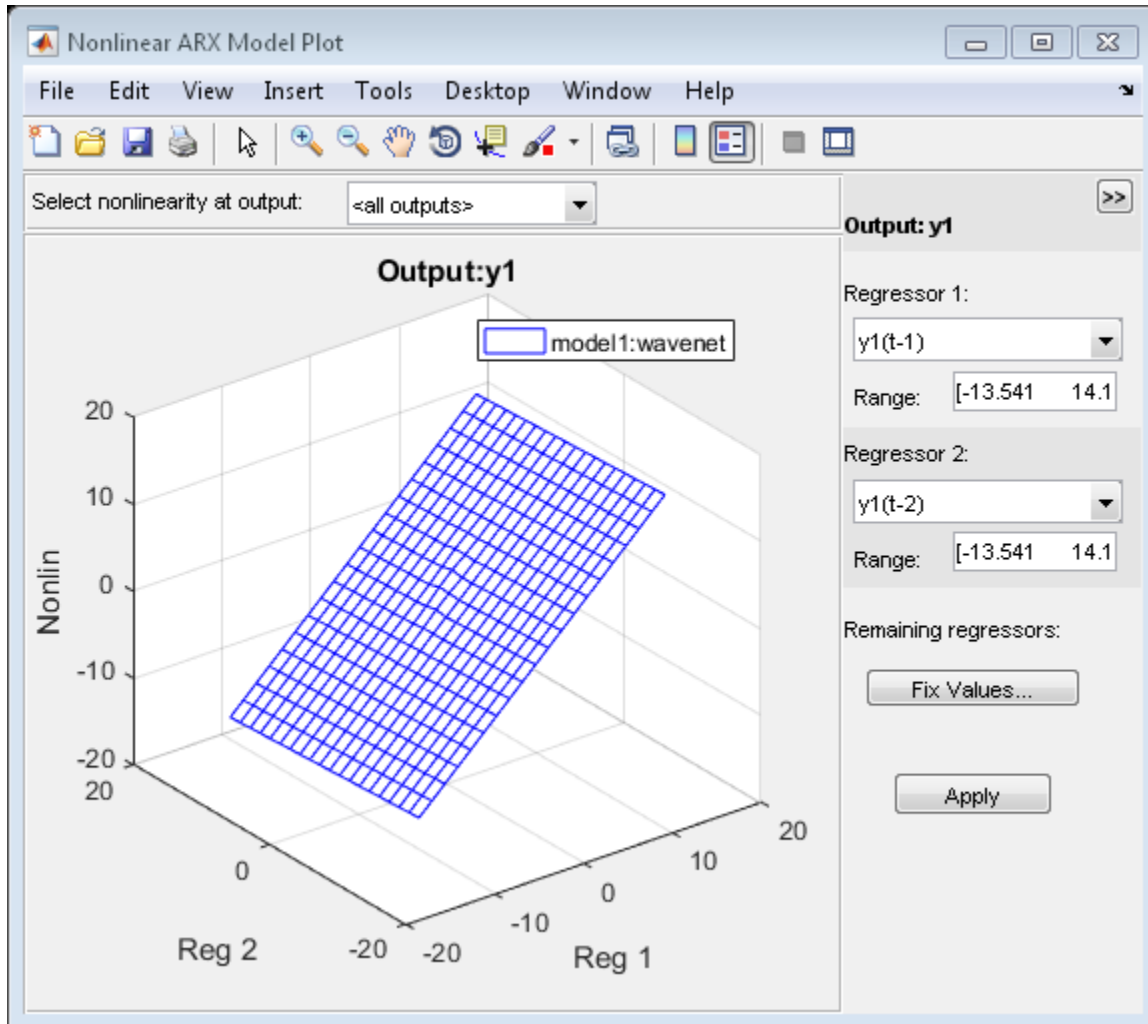 Nonlinear ARX Model Plot
File Edit View Insert Tools Desktop Window Help
Select nonlinearity at output: <all outputs>
>>
Output: y1
Output:y1
model1:wavenet
Nonlin
20
10
0
-10
-20
20
0
-20
Reg 2
-20
-10
0
10
20
Reg 1
Regressor 1:
y1(t-1)
Range: [-13.541 14.1
Regressor 2:
y1(t-2)
Range: [-13.541 14.1
Remaining regressors:
Fix Values...
Apply